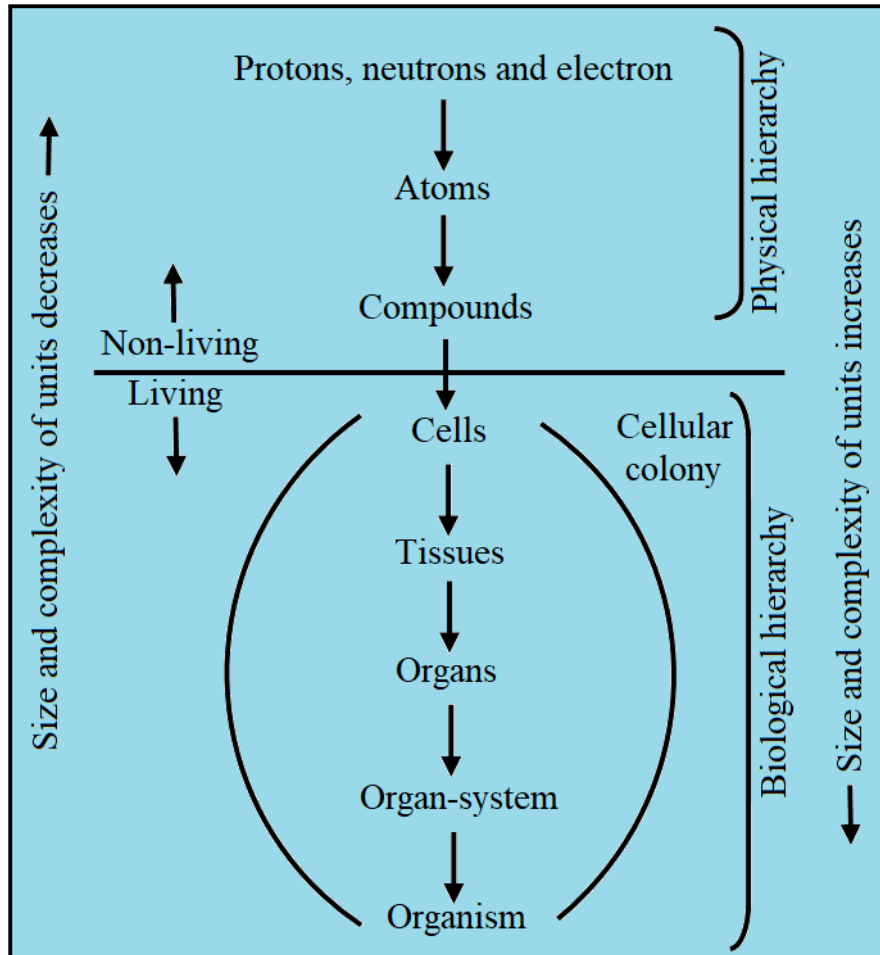 Protons, neutrons and electron
Atoms
Compounds
Physical hierarchy
Size and complexity of units decreases
Non-living
Living
Cells
Cellular
colony
Tissues
Organs
Organ-system
Organism
Biological hierarchy
Size and complexity of units increases